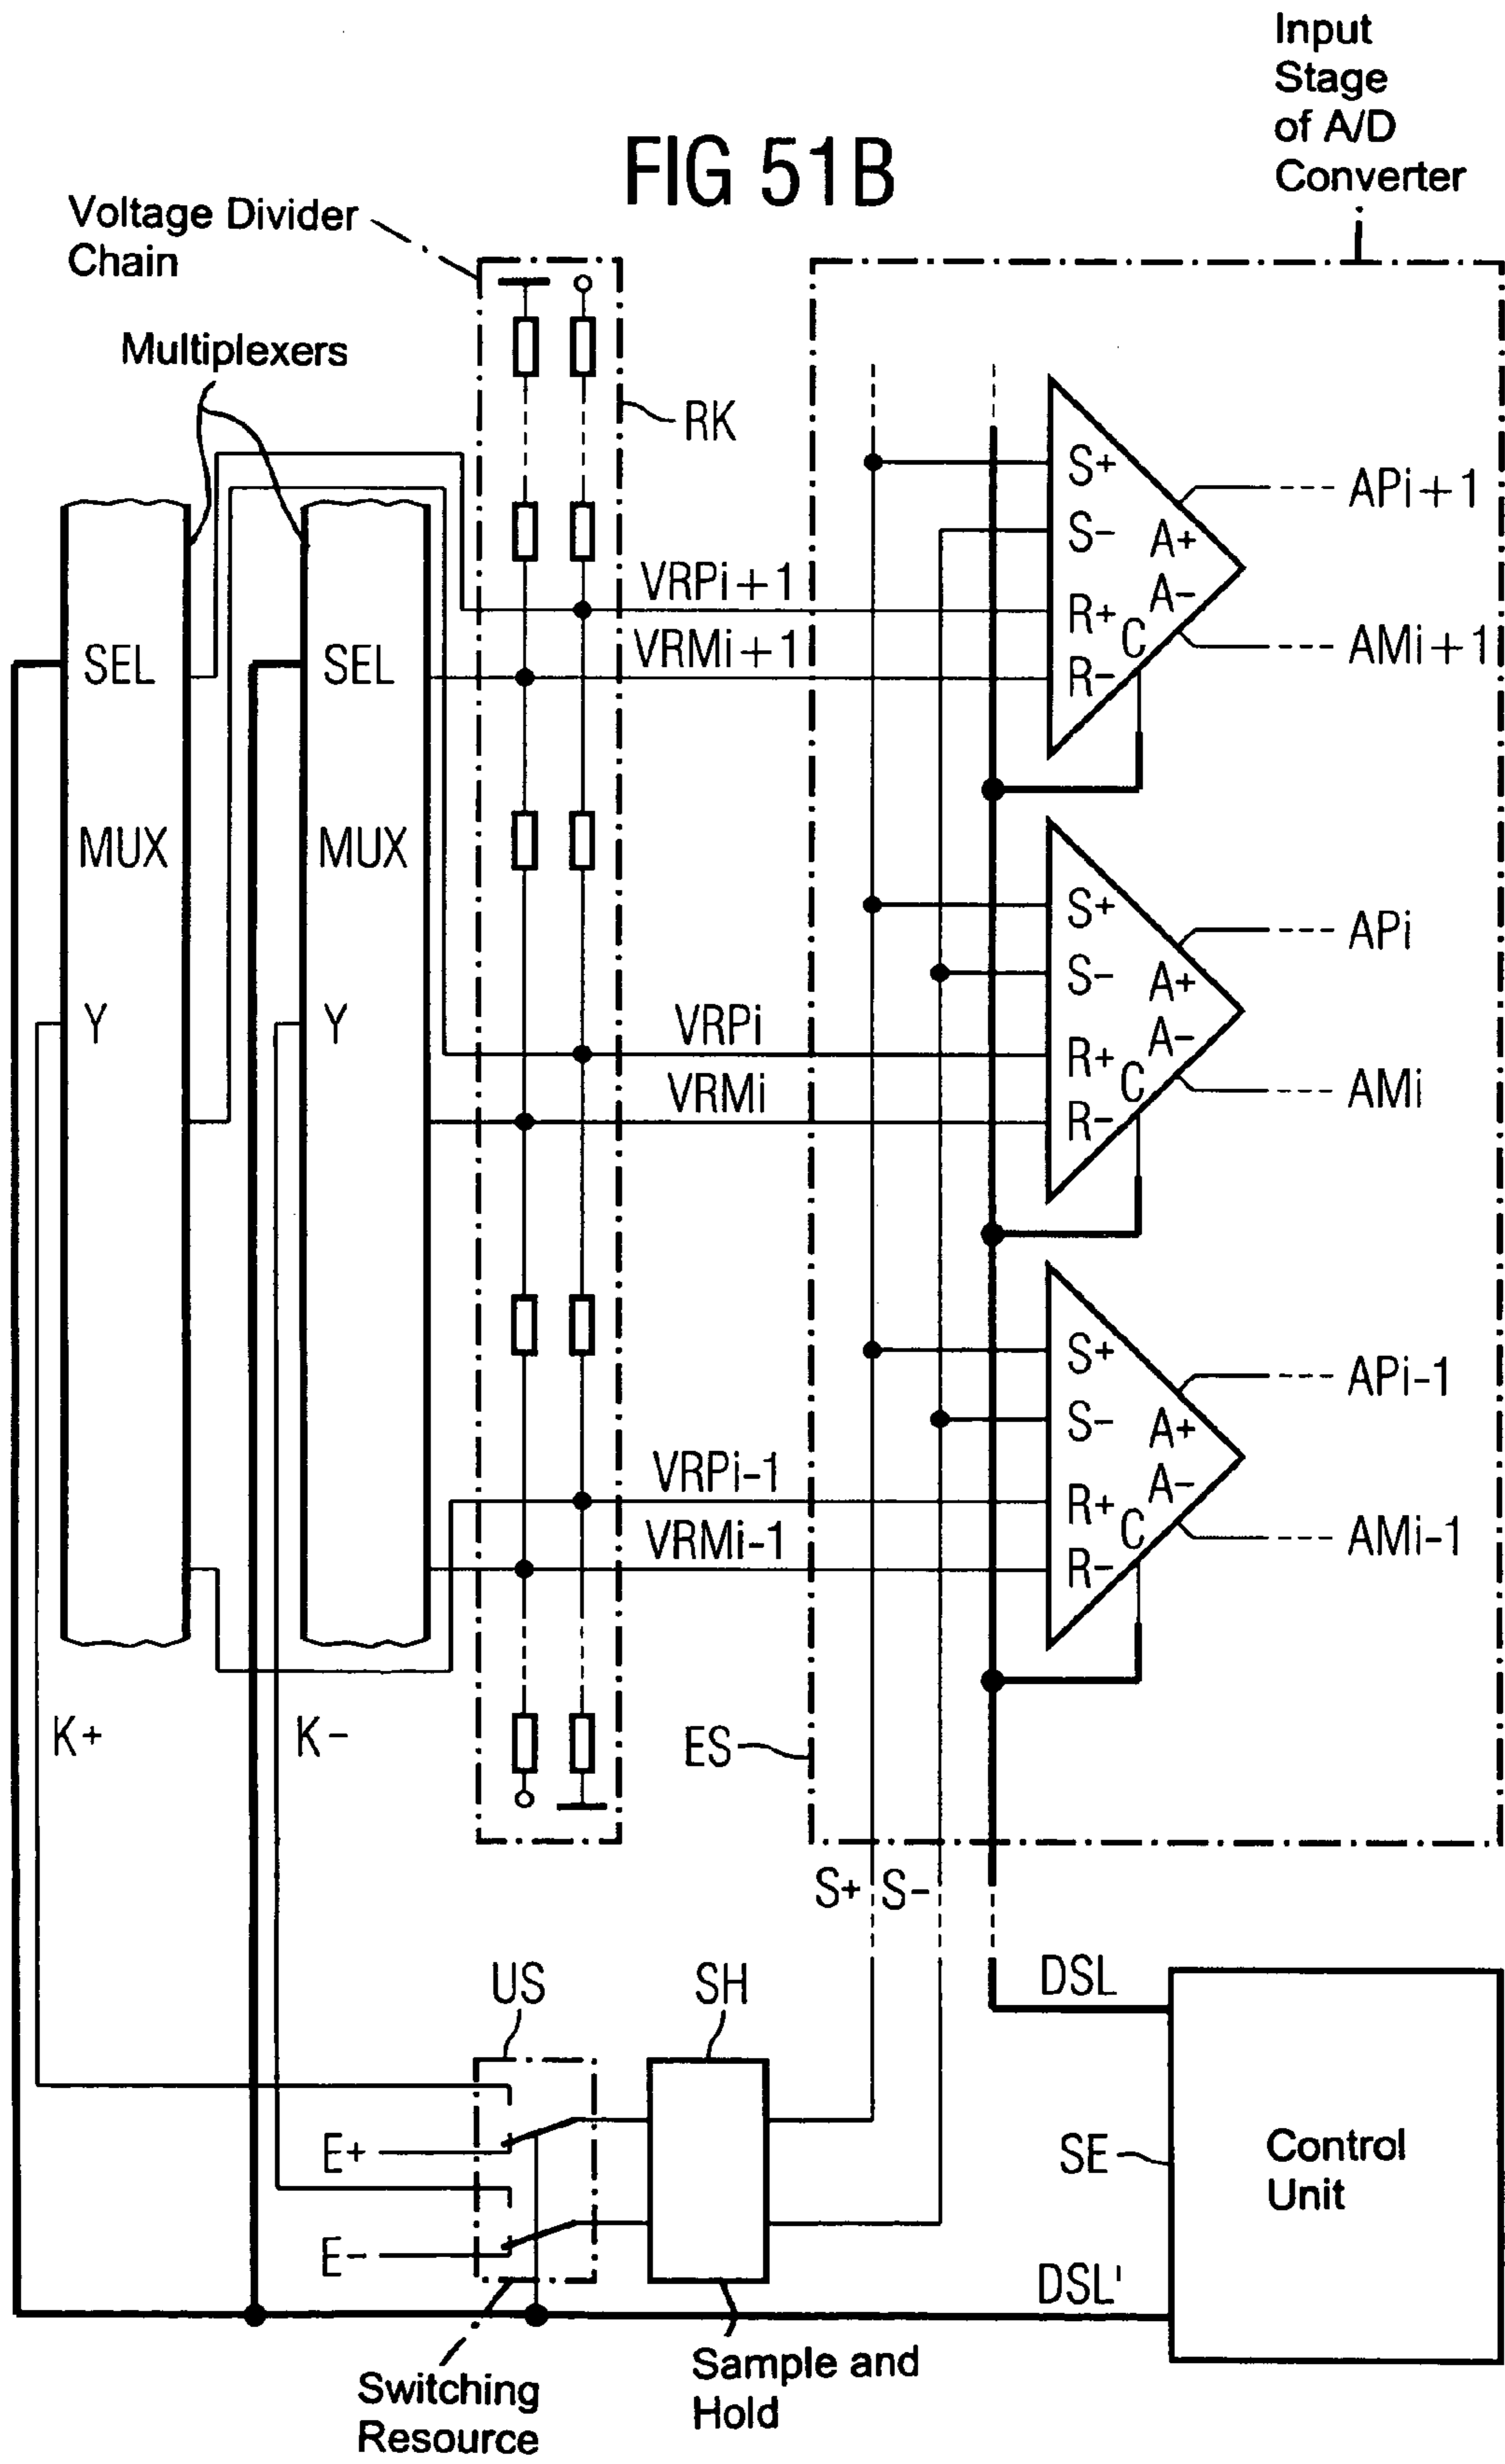 Input
Stage
of A/D
Converter
FIG 51B
Voltage Divider
Chain
Multiplexers
RK
S+
S-
A+
A-
R+
C
R-
APi+1
AMi+1
VRPi+1
VRMi+1
SEL
SEL
MUX
MUX
S+
S-
A+
A-
R+
C
R-
APi
AMi
Y
Y
VRPi
VRMi
S+
S-
A+
A-
R+
C
R-
APi-1
AMi-1
VRPi-1
VRMi-1
K+
K-
ES
S+
S-
US
SH
DSL
E+
E-
SE
Control
Unit
DSL'
Switching
Resource
Sample and
Hold